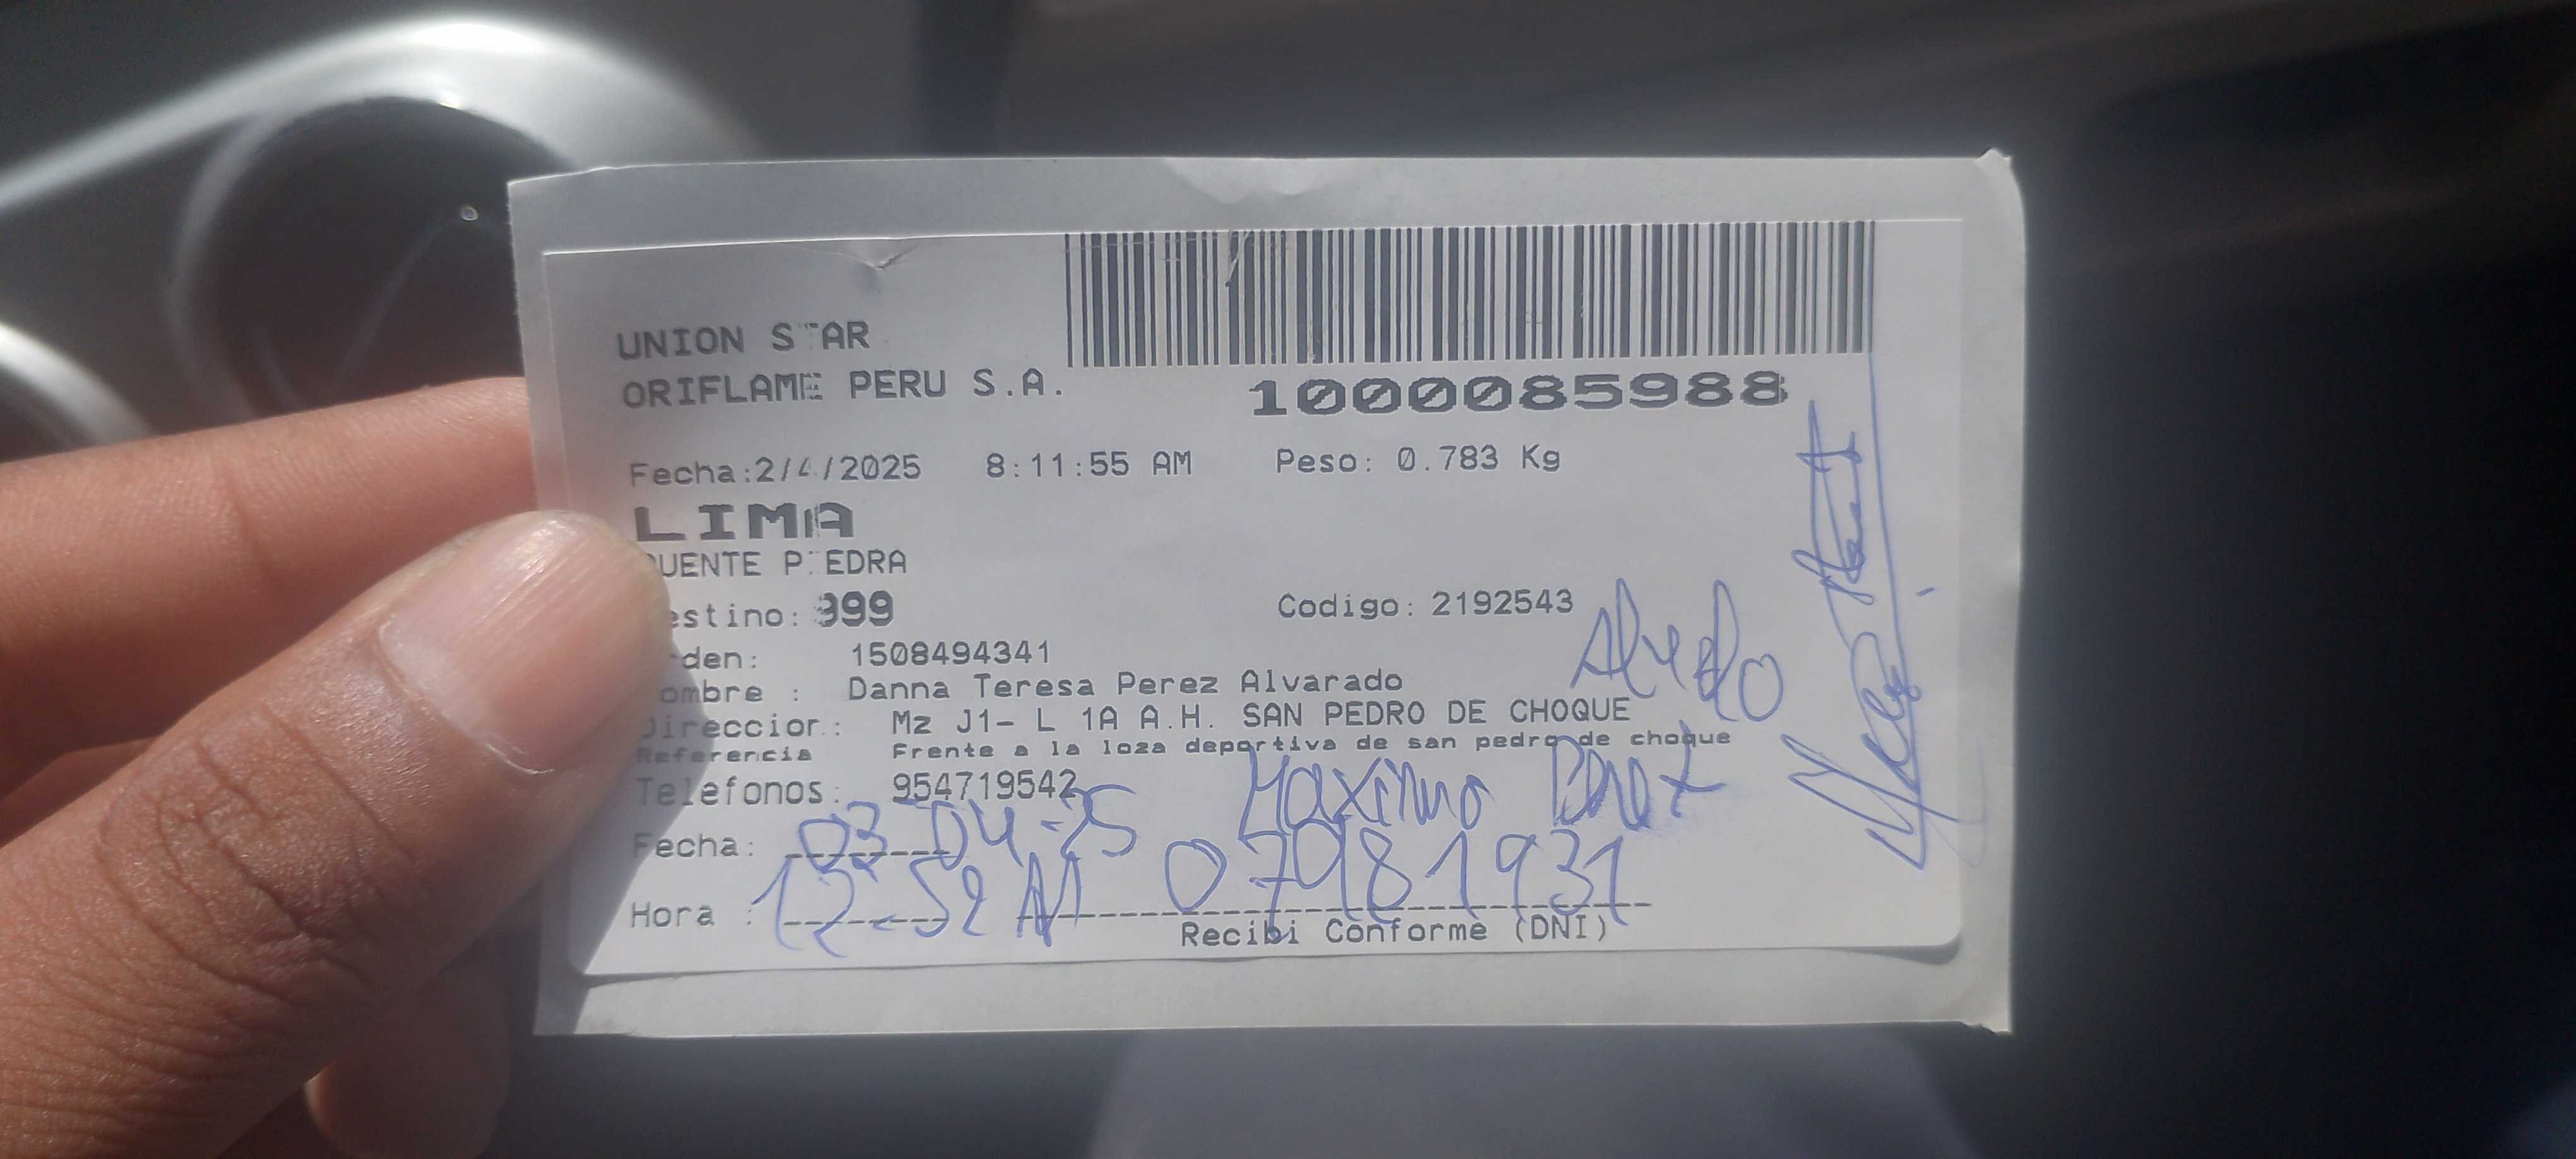 UNION STAR
ORIFLAME PERU S.A.
1000085988
Fecha:2/4/2025 8:11:55 AM Peso: 0.783 Kg
LIMA
PUENTE PIEDRA
estino: 999 Codigo: 2192543
den: 1508494341
ombre : Danna Teresa Perez Alvarado
Direccion: Mz J1- L 1A A.H. SAN PEDRO DE CHOQUE
Referencia Frente a la loza deportiva de san pedro de choque
Telefonos: 954719542
Maximo
Fecha: 03-04-25
Hora : 12-52 07981931
Recibi Conforme (DNI)